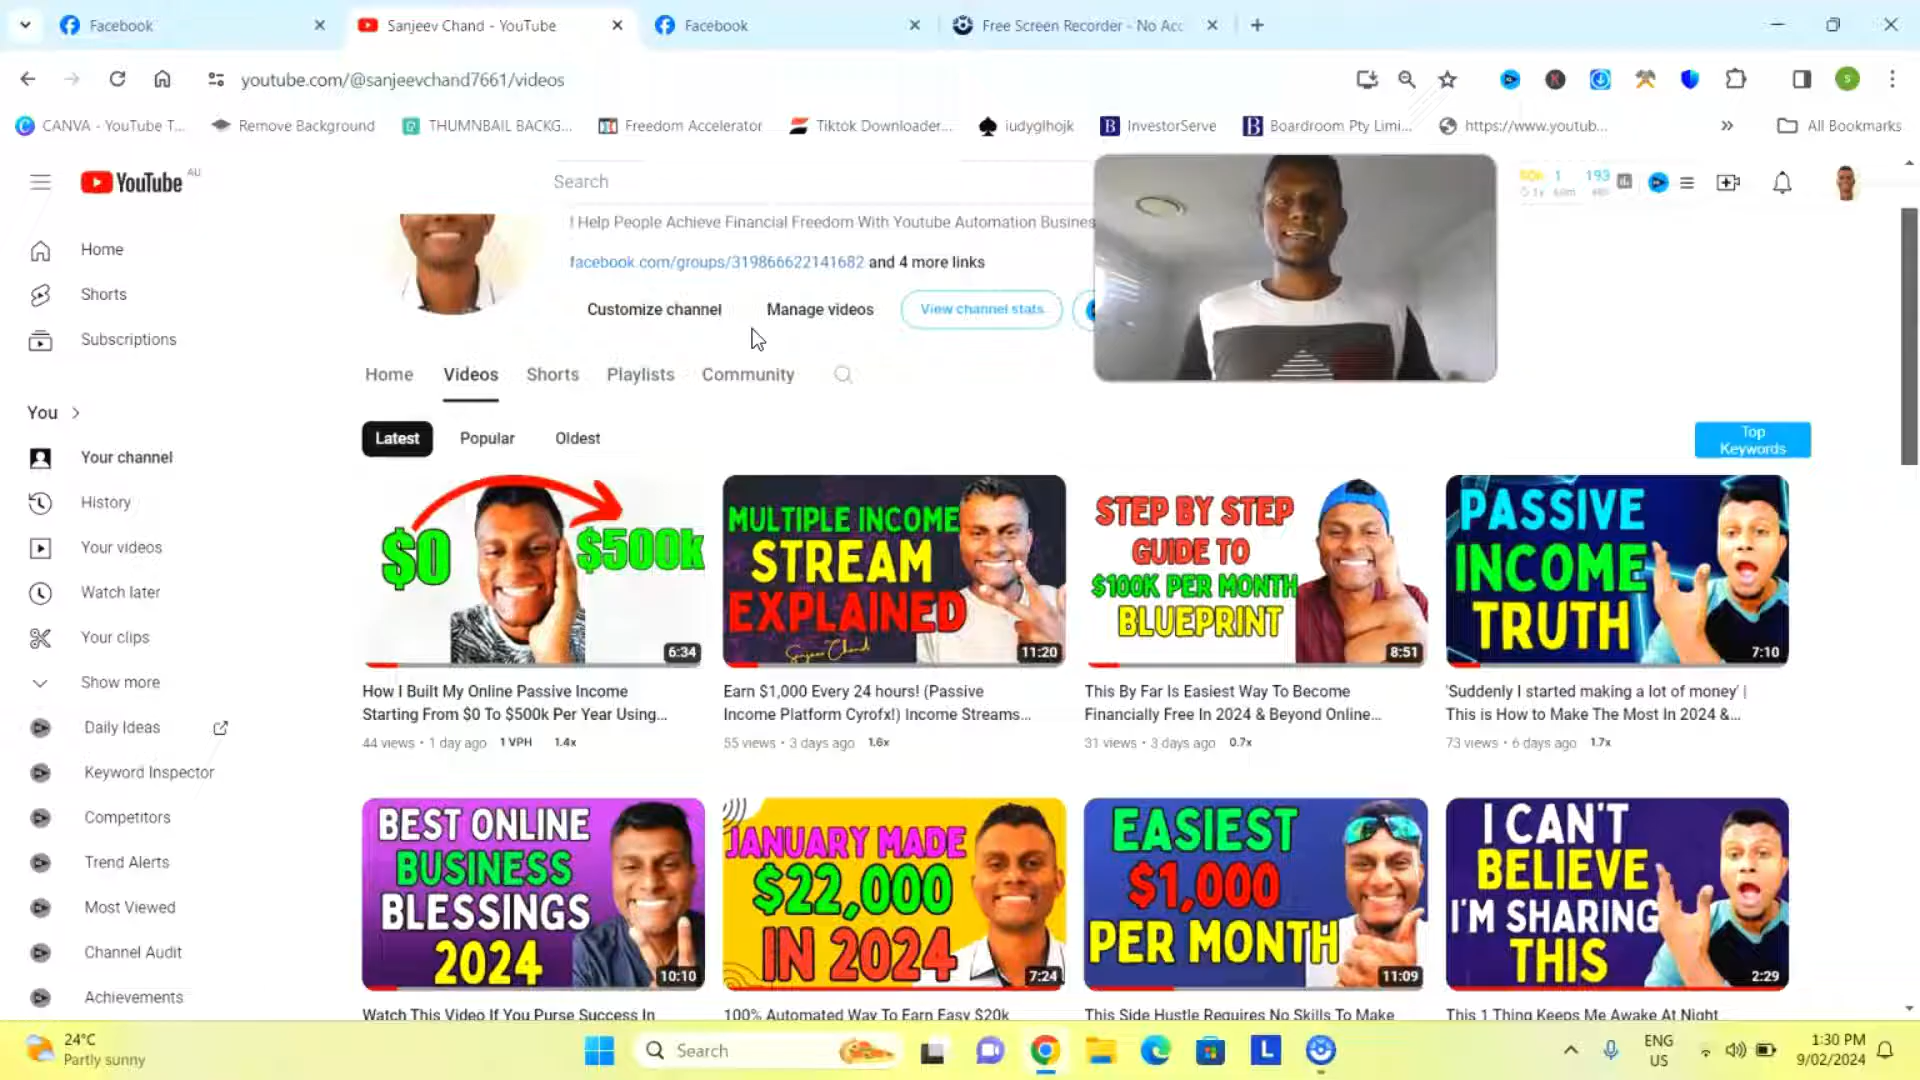 Facebook
Sanjeev Chand - YouTube
Facebook
Free Screen Recorder - No Acc
youtube.com/@sanjeevchand7661/videos
S
CANVA - YouTube T...
Remove Background
THUMNBAIL BACKG...
Freedom Accelerator
Tiktok Downloader...
iudyglhojk
InvestorServe
Boardroom Pty Limi...
https://www.youtub...
All Bookmarks
YouTube AU
Search
1
193
Home
Shorts
Subscriptions
You
Your channel
History
Your videos
Watch later
Your clips
Show more
Daily Ideas
Keyword Inspector
Competitors
Trend Alerts
Most Viewed
Channel Audit
Achievements
I Help People Achieve Financial Freedom With Youtube Automation Busines
facebook.com/groups/319866622141682 and 4 more links
Customize channel
Manage videos
View channel stats
Home
Videos
Shorts
Playlists
Community
Latest
Popular
Oldest
Top
Keywords
$0
$500k
6:34
How I Built My Online Passive Income
Starting From $0 To $500k Per Year Using...
44 views • 1 day ago 1 VPH 1.4x
MULTIPLE INCOME
STREAM
EXPLAINED
Sanjeev Chand
11:20
Earn $1,000 Every 24 hours! (Passive
Income Platform Cyrofx!) Income Streams...
55 views • 3 days ago 1.6x
STEP BY STEP
GUIDE TO
$100K PER MONTH
BLUEPRINT
8:51
This By Far Is Easiest Way To Become
Financially Free In 2024 & Beyond Online...
31 views • 3 days ago 0.7x
PASSIVE
INCOME
TRUTH
7:10
'Suddenly I started making a lot of money' |
This is How to Make The Most In 2024 &...
73 views • 6 days ago 1.7x
BEST ONLINE
BUSINESS
BLESSINGS
2024
10:10
Watch This Video If You Purse Success In
JANUARY MADE
$22,000
IN 2024
7:24
100% Automated Way To Earn Easy $20k
EASIEST
$1,000
PER MONTH
11:09
This Side Hustle Requires No Skills To Make
I CAN'T
BELIEVE
I'M SHARING
THIS
2:29
This 1 Thing Keeps Me Awake At Night
24°C
Partly sunny
Search
ENG
US
1:30 PM
9/02/2024